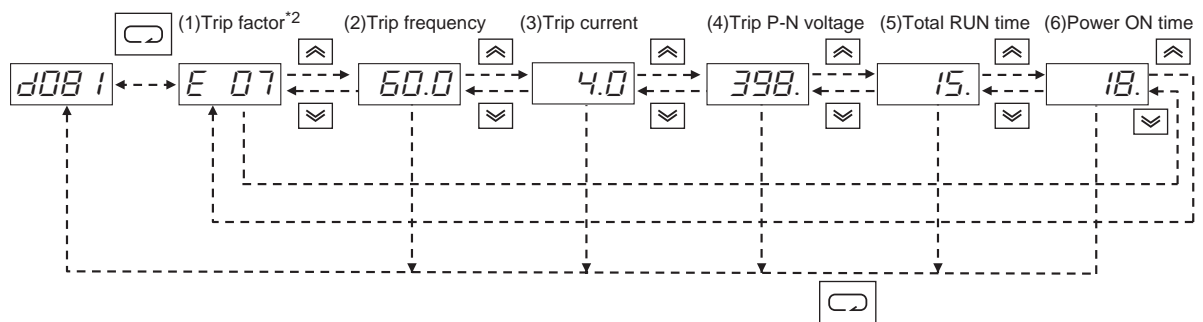 (1)Trip factor*2 (2)Trip frequency (3)Trip current (4)Trip P-N voltage (5)Total RUN time (6)Power ON time
d081 E 07 60.0 4.0 398. 15. 18.